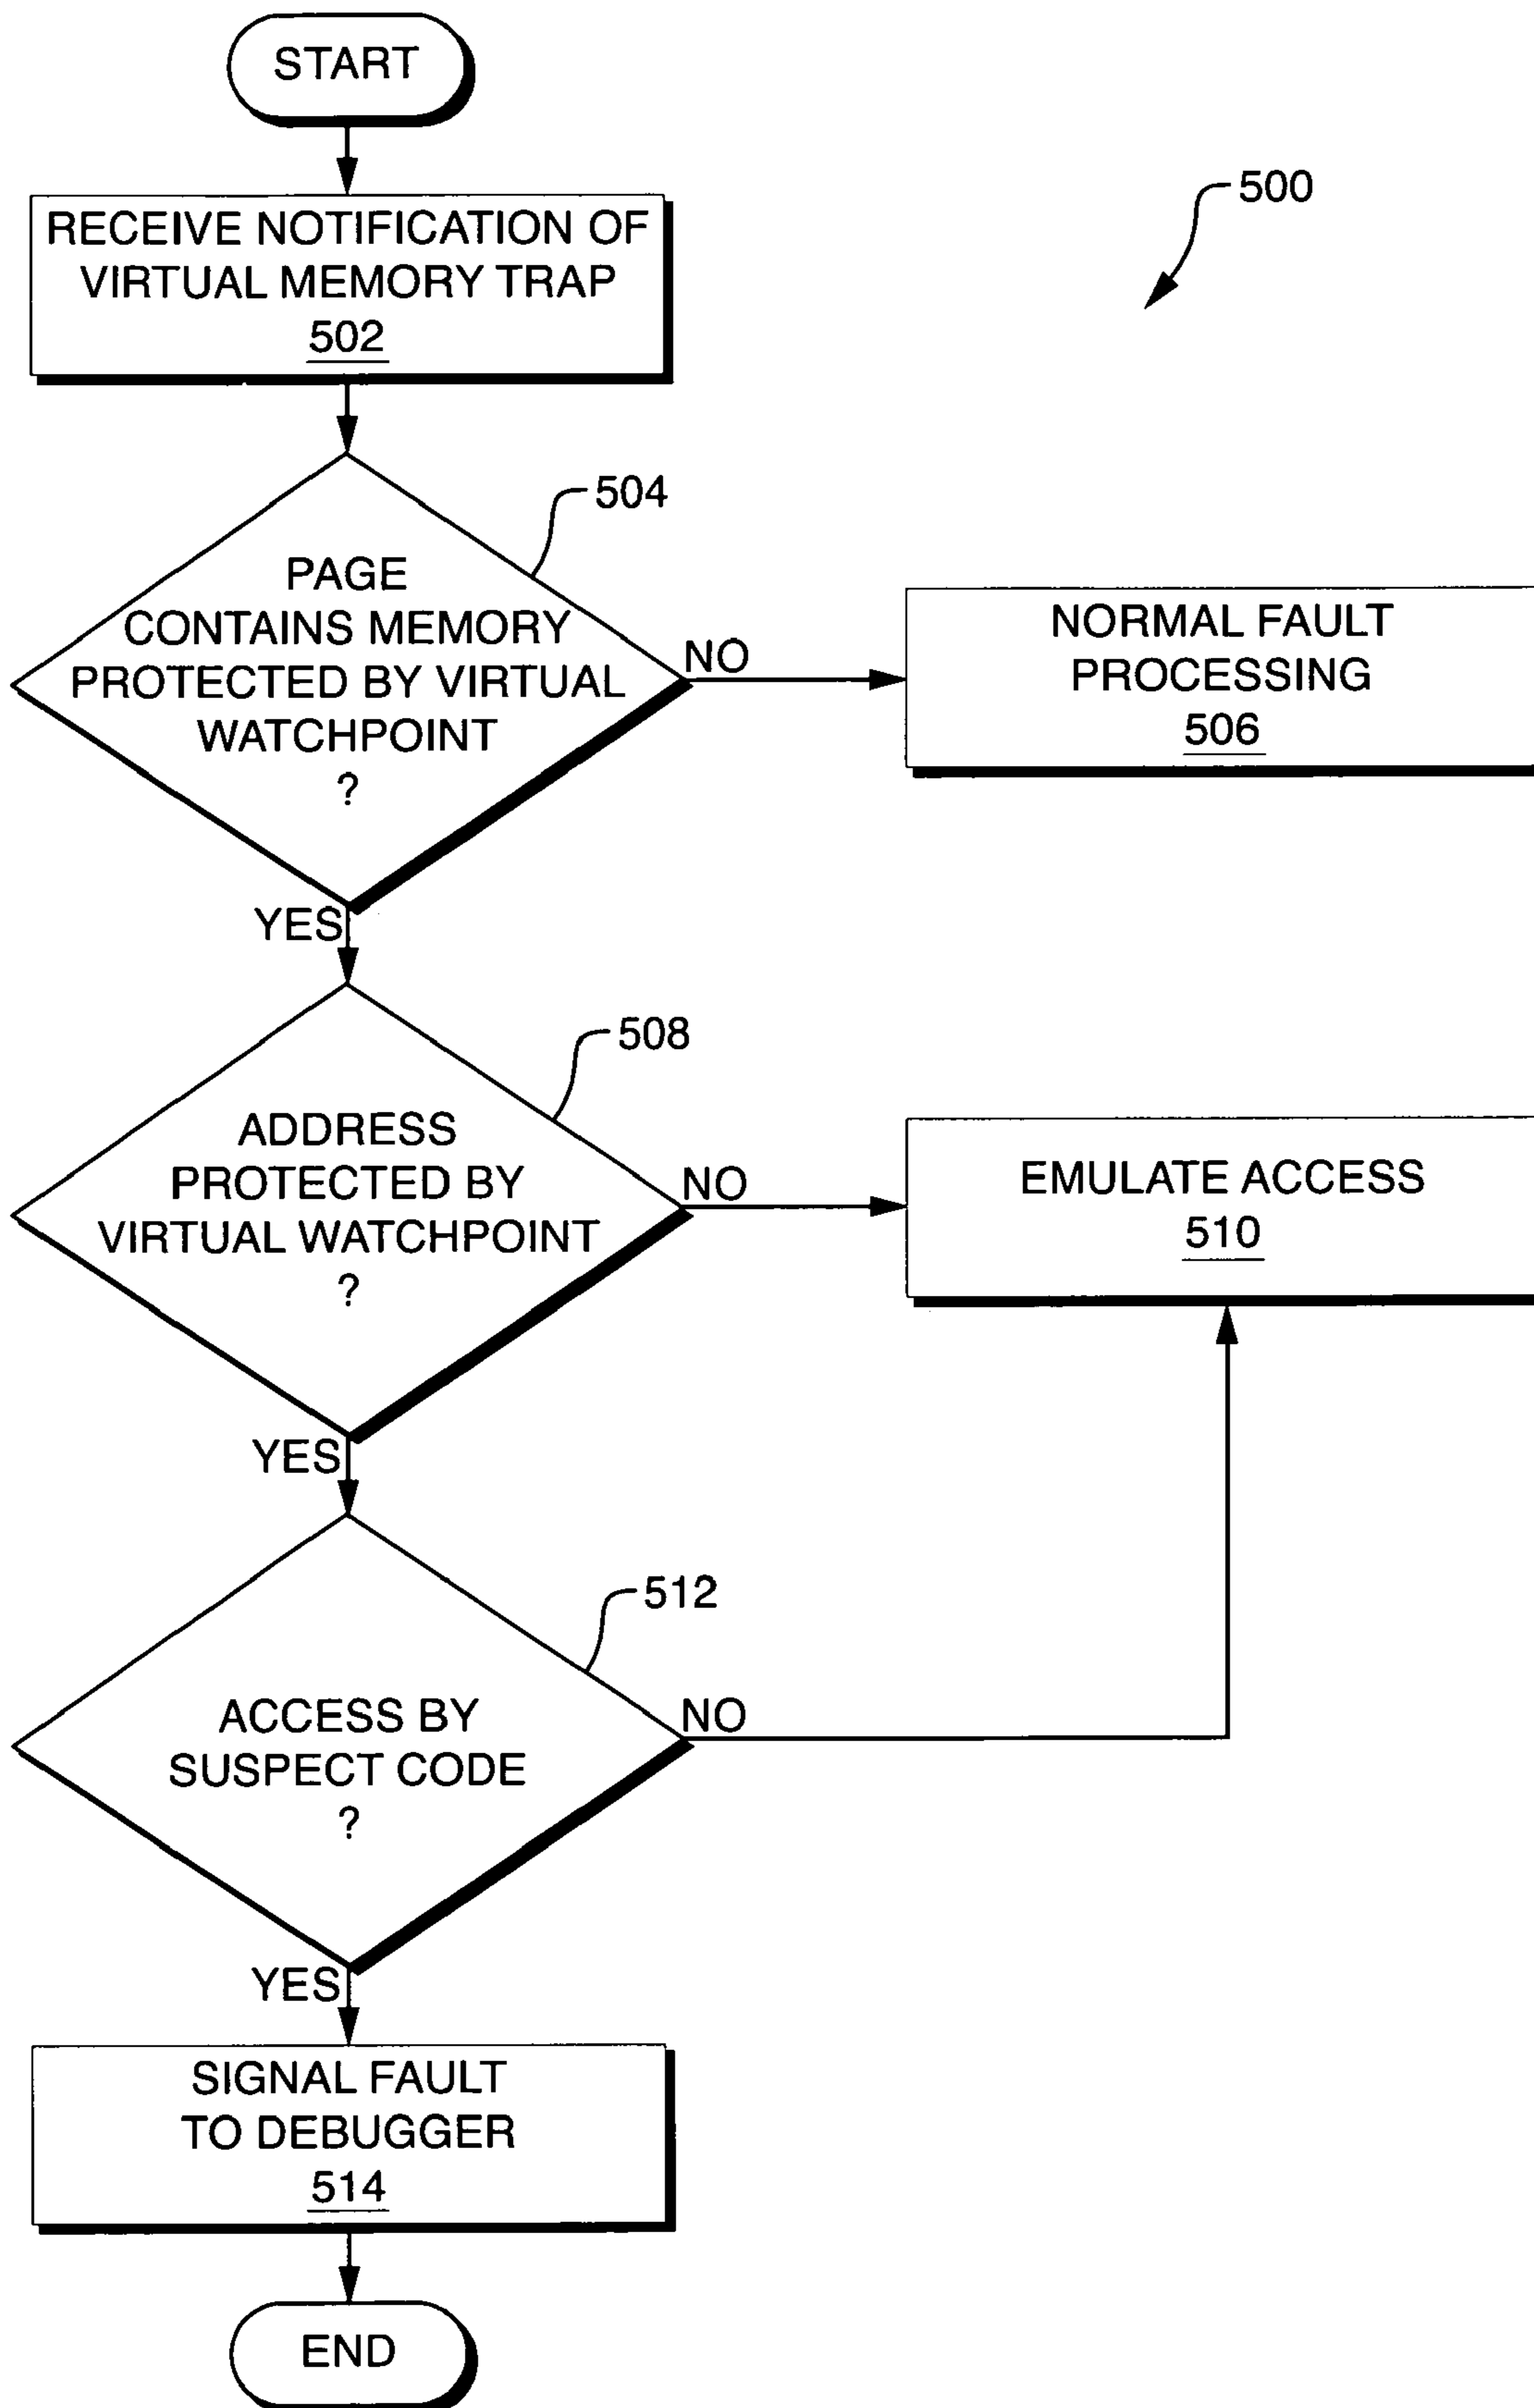 START
500
RECEIVE NOTIFICATION OF
VIRTUAL MEMORY TRAP
502
504
PAGE
CONTAINS MEMORY
PROTECTED BY VIRTUAL
WATCHPOINT
?
NO
NORMAL FAULT
PROCESSING
506
YES
508
ADDRESS
PROTECTED BY
VIRTUAL WATCHPOINT
?
NO
EMULATE ACCESS
510
YES
512
ACCESS BY
SUSPECT CODE
?
NO
YES
SIGNAL FAULT
TO DEBUGGER
514
END